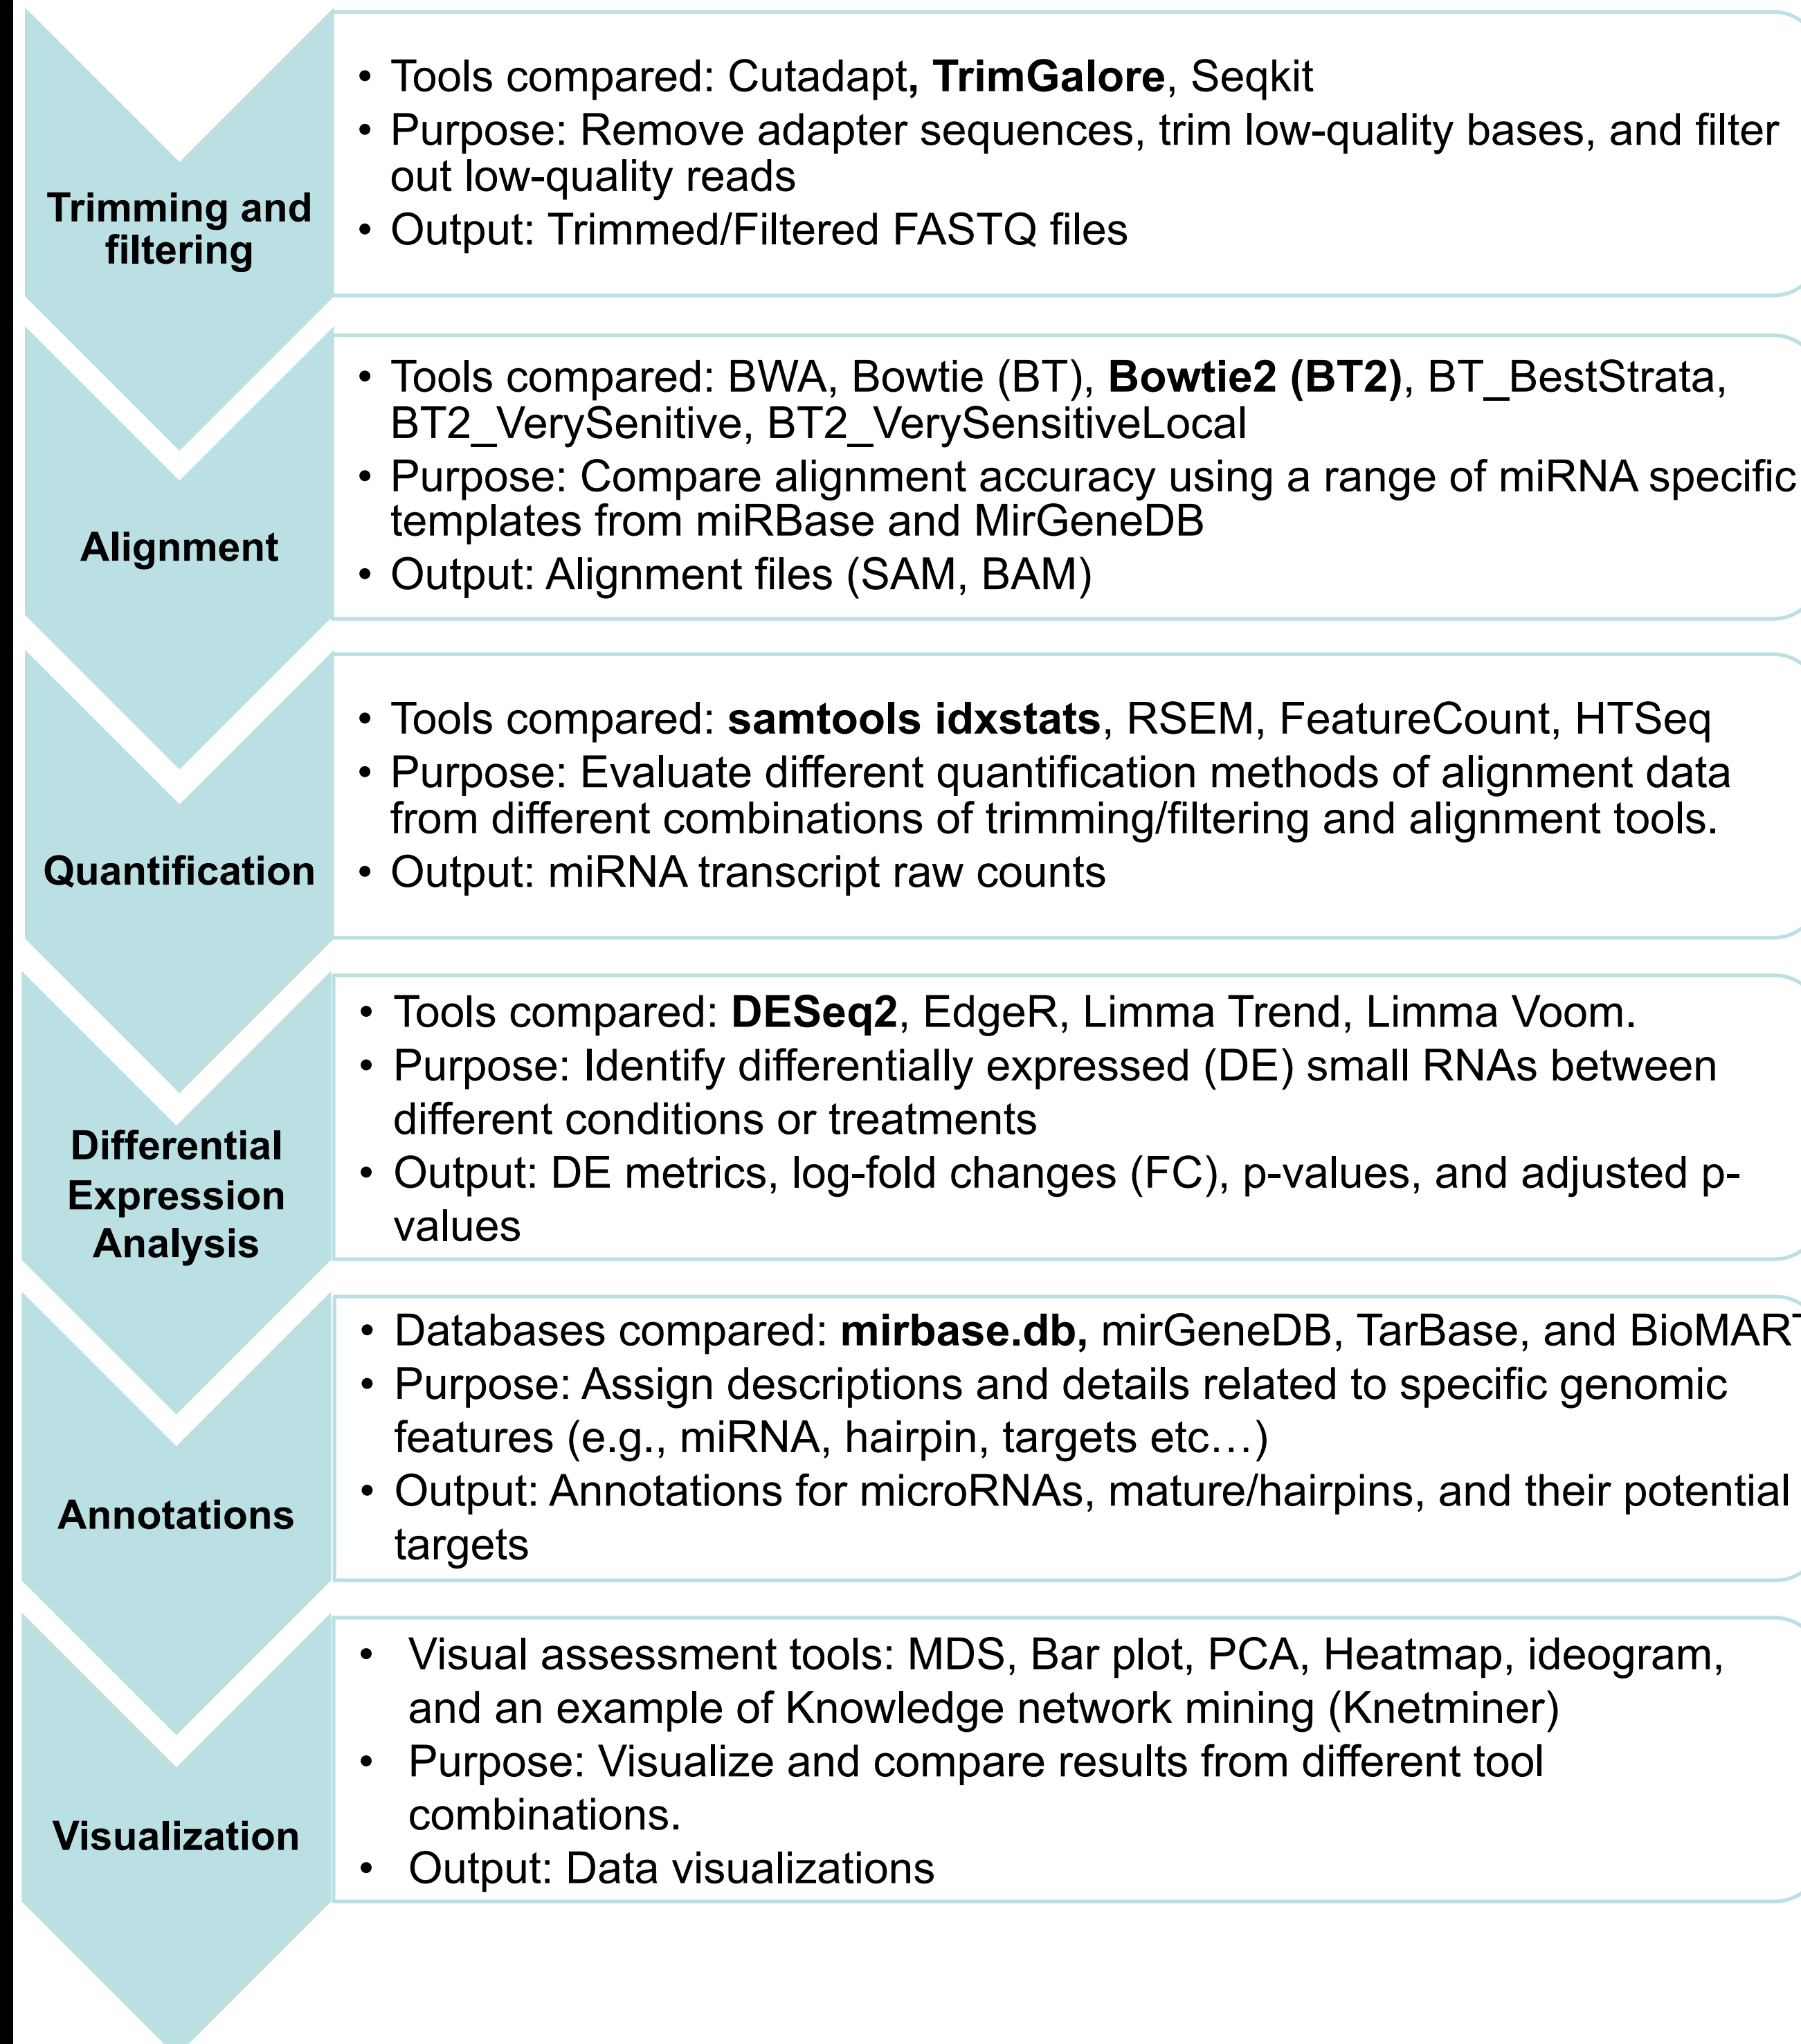 Trimming and
filtering
• Tools compared: Cutadapt, TrimGalore, Seqkit
• Purpose: Remove adapter sequences, trim low-quality bases, and filter
out low-quality reads
• Output: Trimmed/Filtered FASTQ files
Alignment
• Tools compared: BWA, Bowtie (BT), Bowtie2 (BT2), BT_BestStrata,
BT2_VerySenitive, BT2_VerySensitiveLocal
• Purpose: Compare alignment accuracy using a range of miRNA specific
templates from miRBase and MirGeneDB
• Output: Alignment files (SAM, BAM)
Quantification
• Tools compared: samtools idxstats, RSEM, FeatureCount, HTSeq
• Purpose: Evaluate different quantification methods of alignment data
from different combinations of trimming/filtering and alignment tools.
• Output: miRNA transcript raw counts
Differential
Expression
Analysis
• Tools compared: DESeq2, EdgeR, Limma Trend, Limma Voom.
• Purpose: Identify differentially expressed (DE) small RNAs between
different conditions or treatments
• Output: DE metrics, log-fold changes (FC), p-values, and adjusted p-
values
Annotations
• Databases compared: mirbase.db, mirGeneDB, TarBase, and BioMART
• Purpose: Assign descriptions and details related to specific genomic
features (e.g., miRNA, hairpin, targets etc…)
• Output: Annotations for microRNAs, mature/hairpins, and their potential
targets
Visualization
• Visual assessment tools: MDS, Bar plot, PCA, Heatmap, ideogram,
and an example of Knowledge network mining (Knetminer)
• Purpose: Visualize and compare results from different tool
combinations.
• Output: Data visualizations